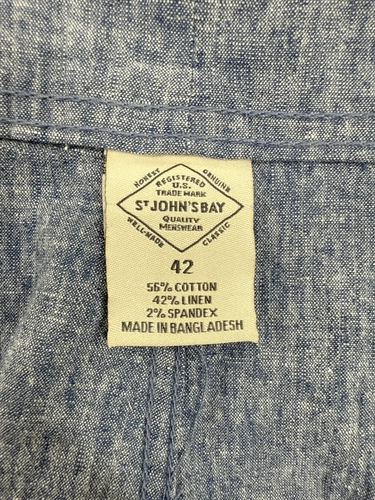 HONEST
GENUINE
REGISTERED
U.S.
TRADE MARK
ST JOHN'S BAY
QUALITY
MENSWEAR
WELL-MADE
CLASSIC
42
56% COTTON
42% LINEN
2% SPANDEX
MADE IN BANGLADESH